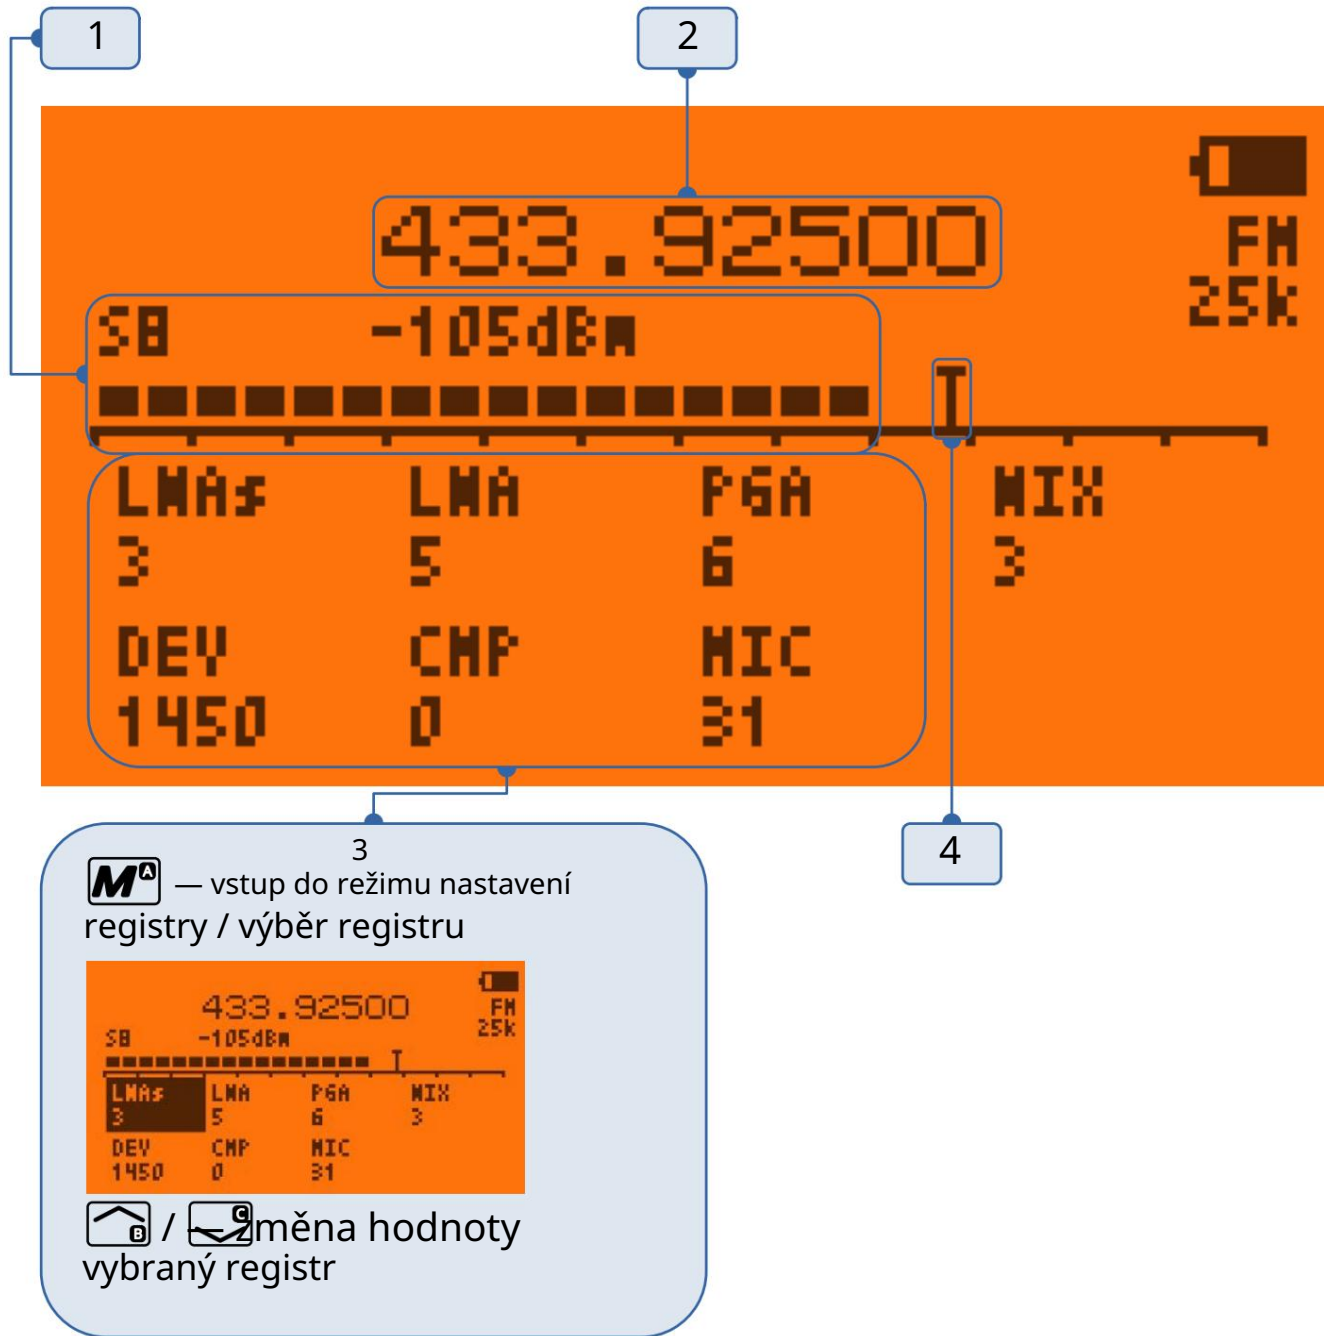 1
2
433.92500
FM
25k
S8 -105dBm
LNAs LNA PGA MIX
3 5 6 3
DEV CMP MIC
1450 0 31
3
4
M A — vstup do režimu nastavení
registry / výběr registru
433.92500
FM
25k
S8 -105dBm
LNAs LNA PGA MIX
3 5 6 3
DEV CMP MIC
1450 0 31
B / C — změna hodnoty
vybraný registr